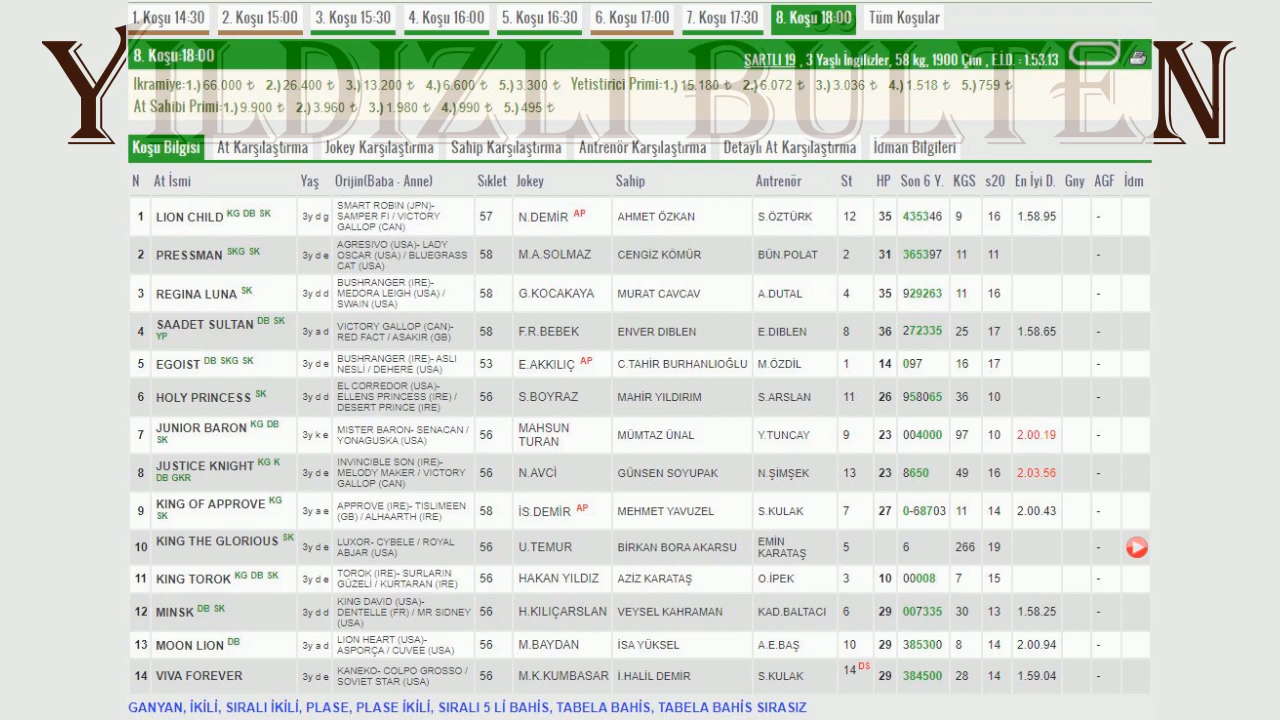 1. Koşu 14:30 2. Koşu 15:00 3. Koşu 15:30 4. Koşu 16:00 5. Koşu 16:30 6. Koşu 17:00 7. Koşu 17:30 8. Koşu 18:00 Tüm Koşular
YILDIZLI BÜLTEN
8. Koşu:18:00
ŞARTLI 19 , 3 Yaşlı İngilizler, 58 kg, 1900 Çim , E.İ.D. : 1.53.13
İkramiye:1.) 66.000 ₺ 2.) 26.400 ₺ 3.) 13.200 ₺ 4.) 6.600 ₺ 5.) 3.300 ₺ Yetiştirici Primi:1.) 15.180 ₺ 2.) 6.072 ₺ 3.) 3.036 ₺ 4.) 1.518 ₺ 5.) 759 ₺
At Sahibi Primi:1.) 9.900 ₺ 2.) 3.960 ₺ 3.) 1.980 ₺ 4.) 990 ₺ 5.) 495 ₺
Koşu Bilgisi At Karşılaştırma Jokey Karşılaştırma Sahip Karşılaştırma Antrenör Karşılaştırma Detaylı At Karşılaştırma İdman Bilgileri
N At İsmi Yaş Orijin(Baba - Anne) Sıklet Jokey Sahip Antrenör St HP Son 6 Y. KGS s20 En İyi D. Gny AGF İdm
1 LION CHILD KG DB SK 3y d g SMART ROBIN (JPN)- SAMPER FI / VICTORY GALLOP (CAN) 57 N.DEMİR AP AHMET ÖZKAN S.ÖZTÜRK 12 35 435346 9 16 1.58.95 -
2 PRESSMAN SKG SK 3y d e AGRESIVO (USA)- LADY OSCAR (USA) / BLUEGRASS CAT (USA) 58 M.A.SOLMAZ CENGİZ KÖMÜR BÜN.POLAT 2 31 365397 11 11 -
3 REGINA LUNA SK 3y d d BUSHRANGER (IRE)- MEDORA LEIGH (USA) / SWAIN (USA) 58 G.KOCAKAYA MURAT CAVCAV A.DUTAL 4 35 929263 11 16 -
4 SAADET SULTAN DB SK YP 3y a d VICTORY GALLOP (CAN)- RED FACT / ASAKIR (GB) 58 F.R.BEBEK ENVER DIBLEN E.DIBLEN 8 36 272335 25 17 1.58.65 -
5 EGOIST DB SKG SK 3y d e BUSHRANGER (IRE)- ASLI NESLİ / DEHERE (USA) 53 E.AKKILIÇ AP C.TAHİR BURHANLIOĞLU M.ÖZDİL 1 14 097 16 17 -
6 HOLY PRINCESS SK 3y d d EL CORREDOR (USA)- ELLENS PRINCESS (IRE) / DESERT PRINCE (IRE) 56 S.BOYRAZ MAHİR YILDIRIM S.ARSLAN 11 26 958065 36 10 -
7 JUNIOR BARON KG DB SK 3y k e MISTER BARON- SENACAN / YONAGUSKA (USA) 56 MAHSUN TURAN MÜMTAZ ÜNAL Y.TUNCAY 9 23 004000 97 10 2.00.19 -
8 JUSTICE KNIGHT KG K DB GKR 3y d e INVINCIBLE SON (IRE)- MELODY MAKER / VICTORY GALLOP (CAN) 56 N.AVCİ GÜNSEN SOYUPAK N.ŞİMŞEK 13 23 8650 49 16 2.03.56 -
9 KING OF APPROVE KG SK 3y a e APPROVE (IRE)- TISLIMEEN (GB) / ALHAARTH (IRE) 58 İS.DEMİR AP MEHMET YAVUZEL S.KULAK 7 27 0-68703 11 14 2.00.43 -
10 KING THE GLORIOUS SK 3y d e LUXOR- CYBELE / ROYAL ABJAR (USA) 56 U.TEMUR BİRKAN BORA AKARSU EMİN KARATAŞ 5 6 266 19 -
11 KING TOROK KG DB SK 3y d e TOROK (IRE)- SURLARIN GÜZELİ / KURTARAN (IRE) 56 HAKAN YILDIZ AZİZ KARATAŞ O.İPEK 3 10 00008 7 15 -
12 MINSK DB SK 3y d d KING DAVID (USA)- DENTELLE (FR) / MR SIDNEY (USA) 56 H.KILIÇARSLAN VEYSEL KAHRAMAN KAD.BALTACI 6 29 007335 30 13 1.58.25 -
13 MOON LION DB 3y a d LION HEART (USA)- ASPORÇA / CUVEE (USA) 56 M.BAYDAN İSA YÜKSEL A.E.BAŞ 10 29 385300 8 14 2.00.94 -
14 VIVA FOREVER 3y d e KANEKO- COLPO GROSSO / SOVIET STAR (USA) 56 M.K.KUMBASAR İ.HALİL DEMİR S.KULAK 14 DS 29 384500 28 14 1.59.04 -
GANYAN, İKİLİ, SIRALI İKİLİ, PLASE, PLASE İKİLİ, SIRALI 5 Lİ BAHİS, TABELA BAHİS, TABELA BAHİS SIRASIZ